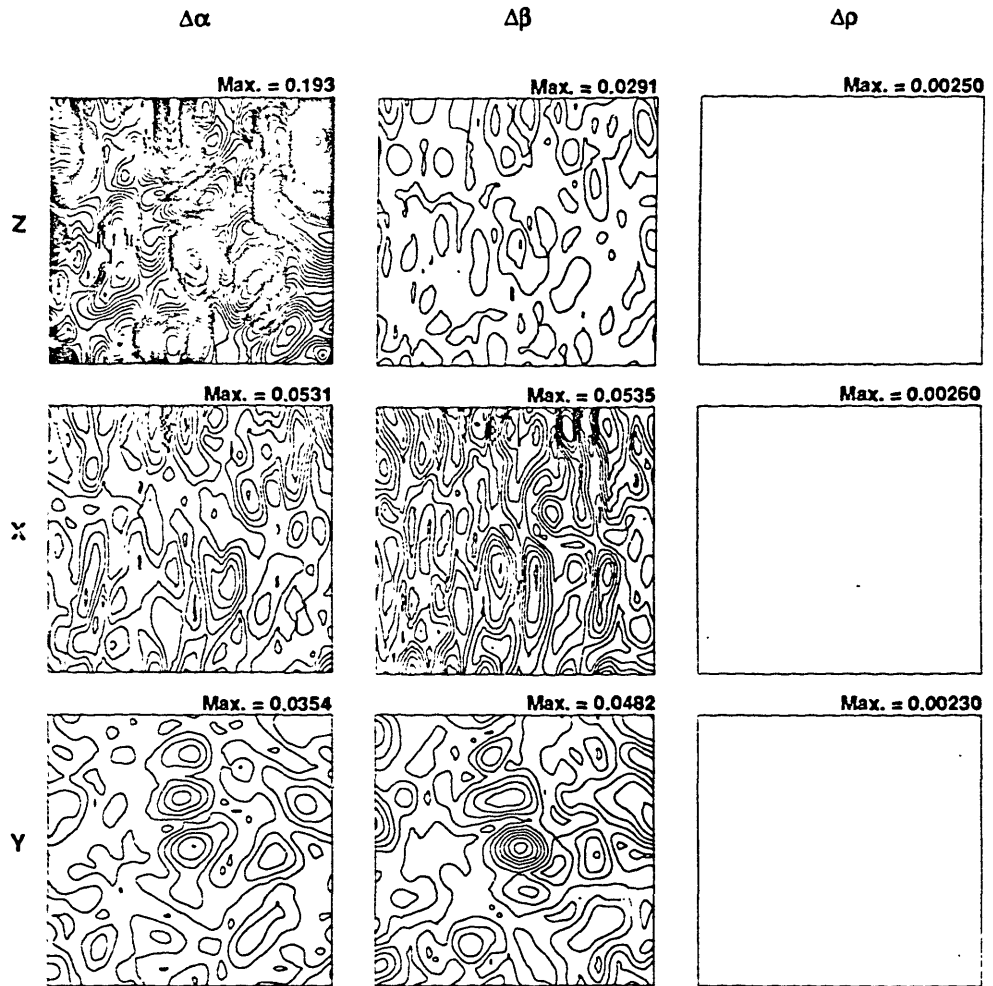 Δα Δβ Δρ
Max. = 0.193 Max. = 0.0291 Max. = 0.00250
Z
Max. = 0.0531 Max. = 0.0535 Max. = 0.00260
X
Max. = 0.0354 Max. = 0.0482 Max. = 0.00230
Y